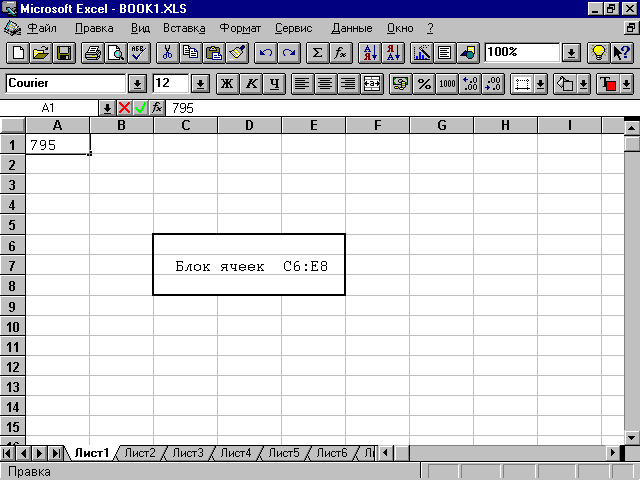 Microsoft Excel - BOOK1.XLS
Файл Правка Вид Вставка Формат Сервис Данные Окно ?
100%
Courier 12 Ж К Ч % 1000
A1 795
A B C D E F G H I
1 795
2
3
4
5
6
7 Блок ячеек C6:E8
8
9
10
11
12
13
14
15
Лист1 Лист2 Лист3 Лист4 Лист5 Лист6
Правка